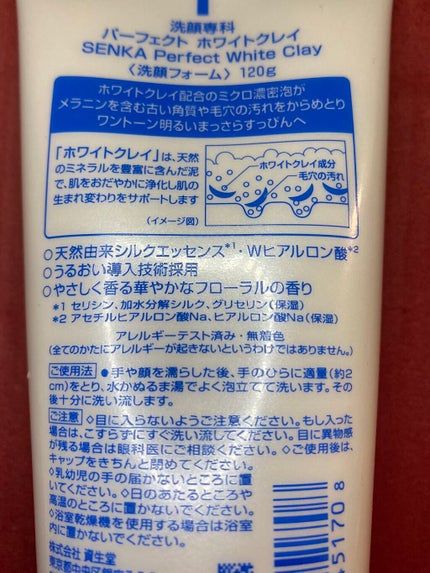 洗顔専科
パーフェクト ホワイトクレイ
SENKA Perfect White Clay
〈洗顔フォーム〉120g
ホワイトクレイ配合のミクロ濃密泡が
メラニンを含む古い角質や毛穴の汚れをからめとり
ワントーン明るいまっさらすっぴんへ
「ホワイトクレイ」は、天然
のミネラルを豊富に含んだ泥
で、肌をおだやかに浄化し肌の
生まれ変わりをサポートします
(イメージ図)
ホワイトクレイ成分
毛穴の汚れ
○天然由来シルクエッセンス*1・Wヒアルロン酸*2
○うるおい導入技術採用
○やさしく香る華やかなフローラルの香り
*1 セリシン、加水分解シルク、グリセリン(保湿)
*2 アセチルヒアルロン酸Na、ヒアルロン酸Na(保湿)
アレルギーテスト済み・無着色
(全てのかたにアレルギーが起きないというわけではありません。)
ご使用法 ●手や顔を濡らした後、手のひらに適量(約2
cm)をとり、水かぬるま湯でよく泡立てて洗います。その
後十分に洗い流します。
ご注意 ◇目に入らないようご注意ください。もし入った
場合は、こすらずにすぐ洗い流してください。目に異物感
が残る場合は眼科医にご相談ください。◇ご使用後は、
キャップをきちんと閉めてください。
◇乳幼児の手の届かないところに置
いてください。◇日のあたるところや
高温のところに置かないでください。
◇浴室乾燥機を使用する場合は浴室
内に置かないでください。
株式会社 資生堂
東京都中央区
45170 8